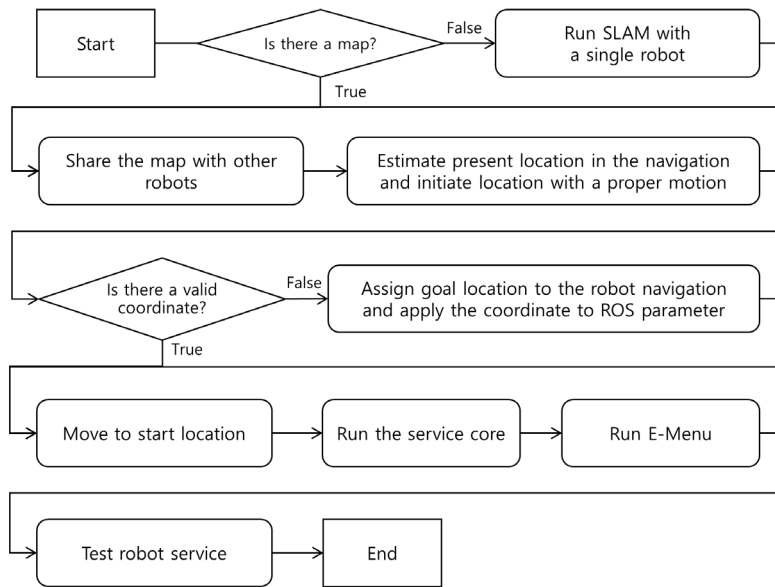 Start
Is there a map?
False
Run SLAM with
a single robot
True
Share the map with other
robots
Estimate present location in the navigation
and initiate location with a proper motion
Is there a valid
coordinate?
False
Assign goal location to the robot navigation
and apply the coordinate to ROS parameter
True
Move to start location
Run the service core
Run E-Menu
Test robot service
End